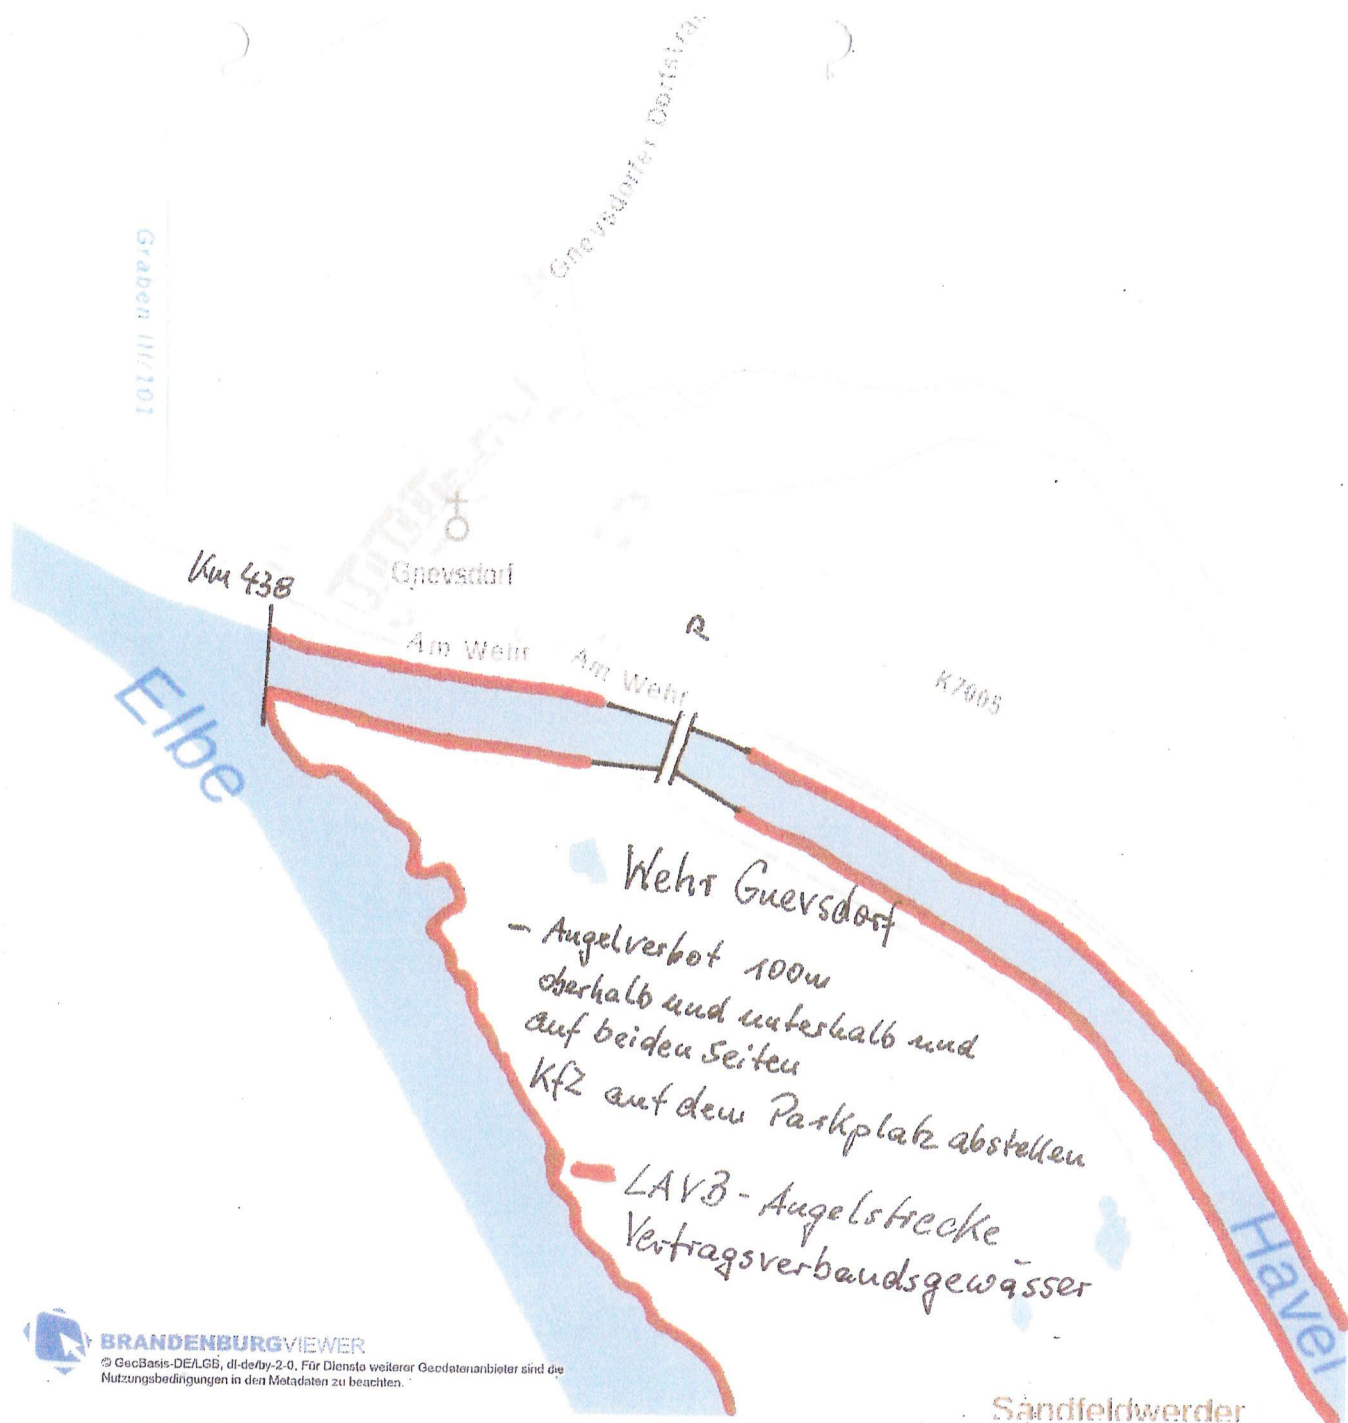 Gnevsdorfer Dorfstra
Graben III/101
Km 438
Gnevsdorf
Am Wehr
Am Wehr
K7005
Elbe
Wehr Gnevsdorf
- Angelverbot 100m
oberhalb und unterhalb und
auf beiden Seiten
KfZ auf dem Parkplatz abstellen
LAVB-Angelstrecke
Vertragsverbandsgewässer
Havel
BRANDENBURGVIEWER
© GeoBasis-DE/LGB, dl-de/by-2-0, Für Dienste weiterer Geodatenanbieter sind die
Nutzungsbedingungen in den Metadaten zu beachten.
Sandfeldwerder